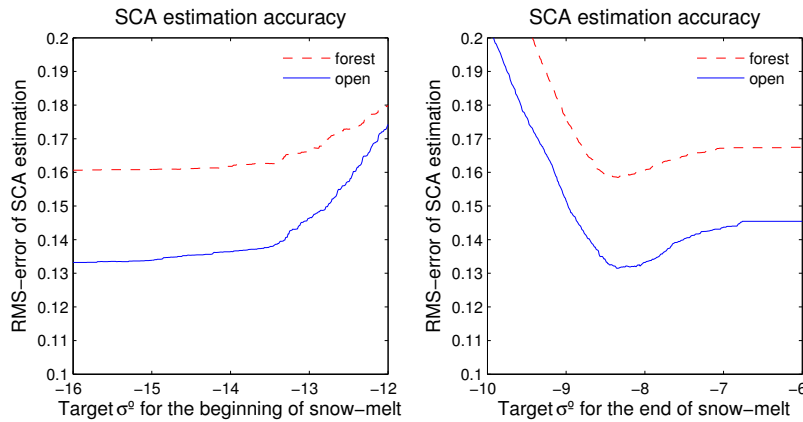 SCA estimation accuracy
RMS-error of SCA estimation
0.2
0.19
0.18
0.17
0.16
0.15
0.14
0.13
0.12
0.11
0.1
forest
open
−16 −15 −14 −13 −12
Target σº for the beginning of snow-melt
SCA estimation accuracy
RMS-error of SCA estimation
0.2
0.19
0.18
0.17
0.16
0.15
0.14
0.13
0.12
0.11
0.1
forest
open
−10 −9 −8 −7 −6
Target σº for the end of snow-melt